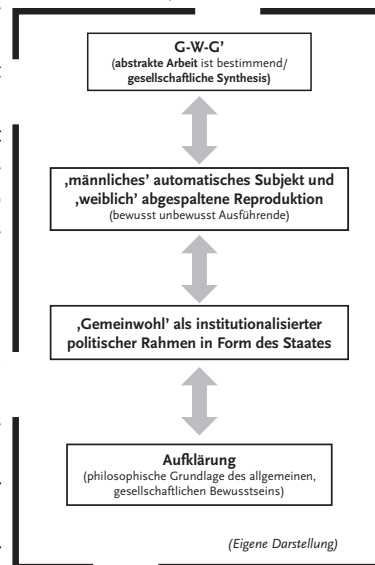 G-W-G’
(abstrakte Arbeit ist bestimmend/
gesellschaftliche Synthesis)
‚männliches’ automatisches Subjekt und
‚weiblich’ abgespaltene Reproduktion
(bewusst unbewusst Ausführende)
‚Gemeinwohl’ als institutionalisierter
politischer Rahmen in Form des Staates
Aufklärung
(philosophische Grundlage des allgemeinen,
gesellschaftlichen Bewusstseins)
(Eigene Darstellung)